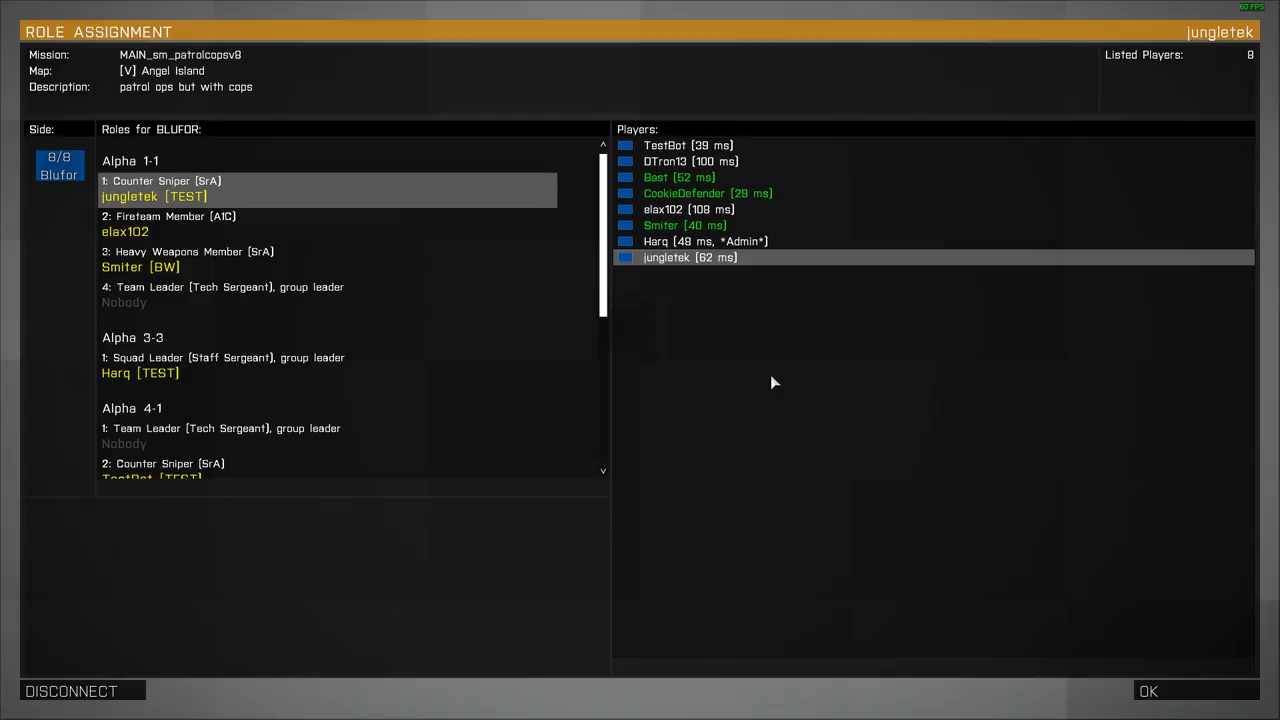 60 FPS
ROLE ASSIGNMENT
jungletek
Mission: MAIN_sm_patrolcopsv8
Map: [V] Angel Island
Description: patrol ops but with cops
Listed Players: 8
Side:
8/8
Blufor
Roles for BLUFOR:
Alpha 1-1
1: Counter Sniper (SrA)
jungletek [TEST]
2: Fireteam Member (A1C)
elax102
3: Heavy Weapons Member (SrA)
Smiter [BW]
4: Team Leader (Tech Sergeant), group leader
Nobody
Alpha 3-3
1: Squad Leader (Staff Sergeant), group leader
Harq [TEST]
Alpha 4-1
1: Team Leader (Tech Sergeant), group leader
Nobody
2: Counter Sniper (SrA)
TestBot [TEST]
Players:
TestBot (39 ms)
DTron13 (100 ms)
Bast (52 ms)
CookieDefender (29 ms)
elax102 (108 ms)
Smiter (40 ms)
Harq (48 ms, *Admin*)
jungletek (62 ms)
DISCONNECT
OK